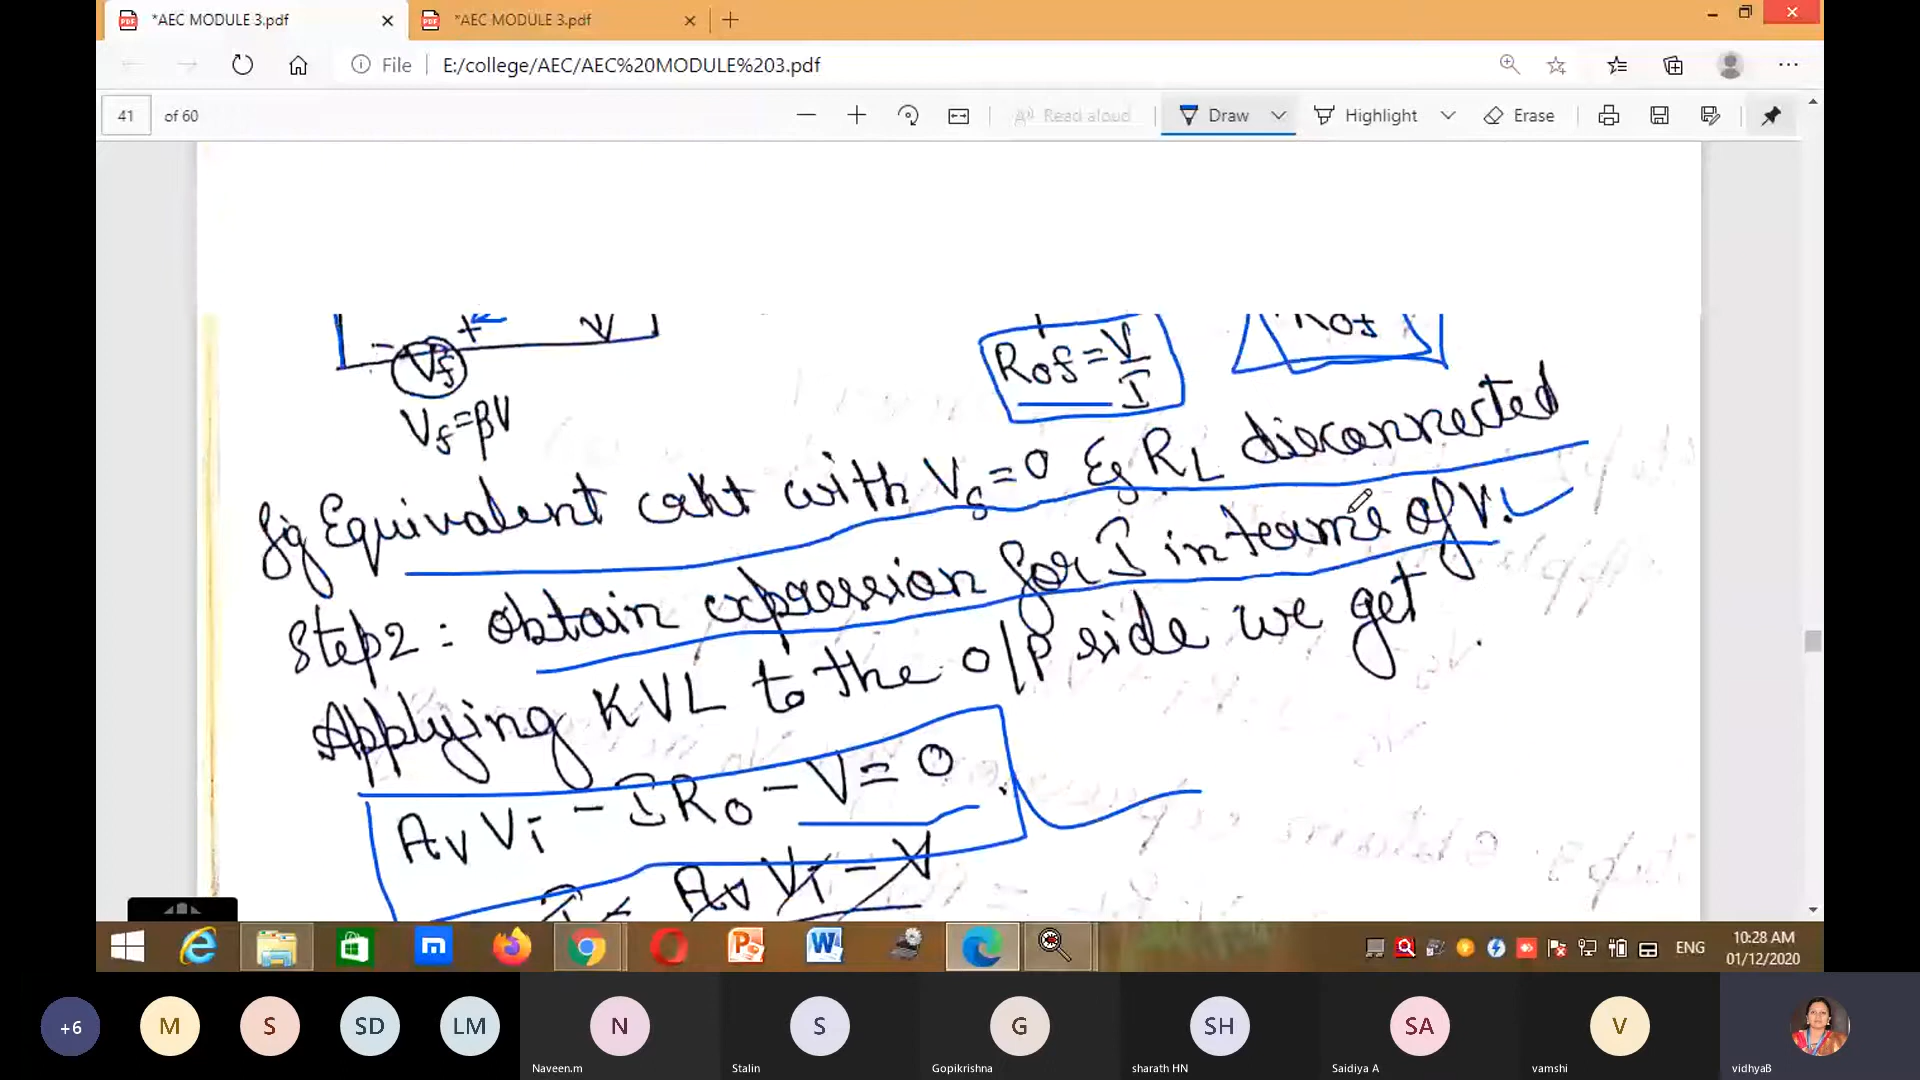 *AEC MODULE 3.pdf
*AEC MODULE 3.pdf
File
E:/college/AEC/AEC%20MODULE%203.pdf
41 of 60
Read aloud
Draw
Highlight
Erase
- Vf + V
Vf=βV
Rof = V/I
Rof
fig Equivalent cekt with Vs=0 & RL disconnected
Step2: obtain expression for I in terms of V.
Applying KVL to the O/P side we get
AvVi - IRo - V = 0
I = AvVi - V
ENG
10:28 AM
01/12/2020
+6
M
S
SD
LM
N
S
G
SH
SA
V
Naveen.m
Stalin
Gopikrishna
sharath HN
Saidiya A
vamshi
vidhyaB